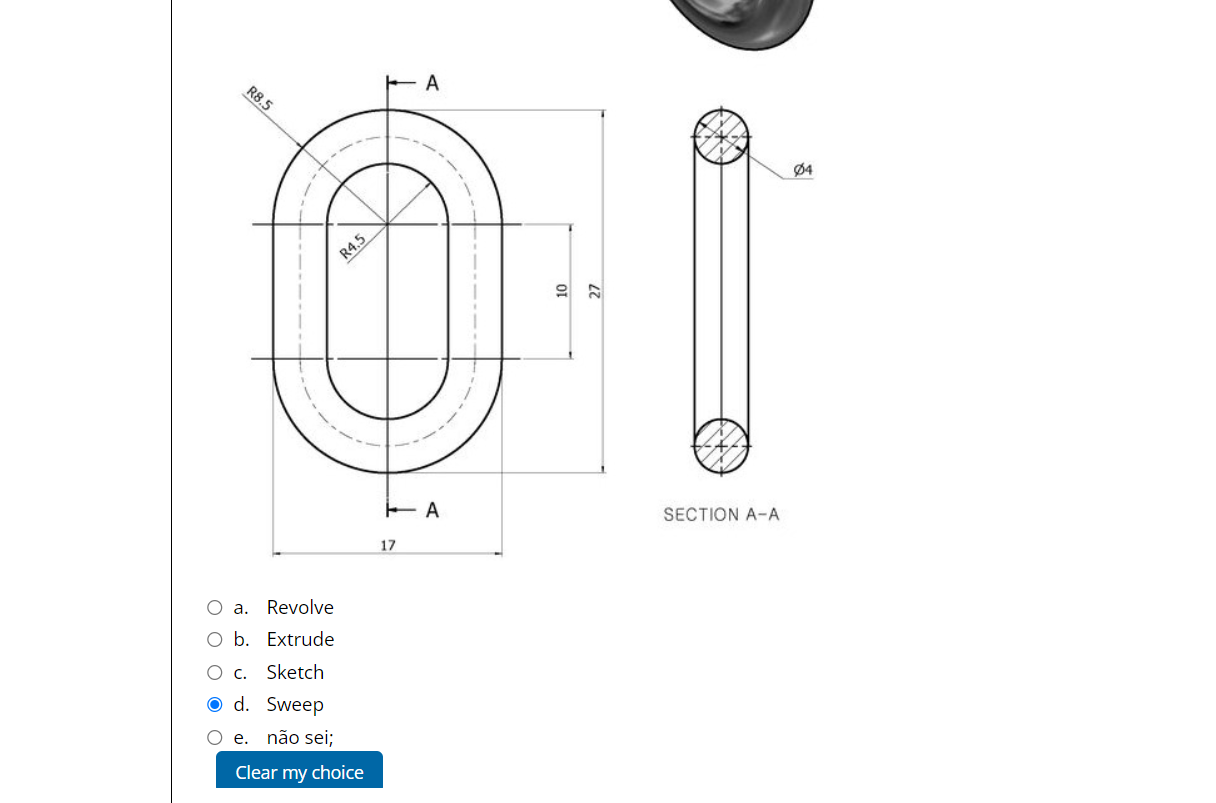 A
R8.5
Ø4
R4.5
10
27
A
SECTION A-A
17
a. Revolve
b. Extrude
c. Sketch
d. Sweep
e. não sei;
Clear my choice